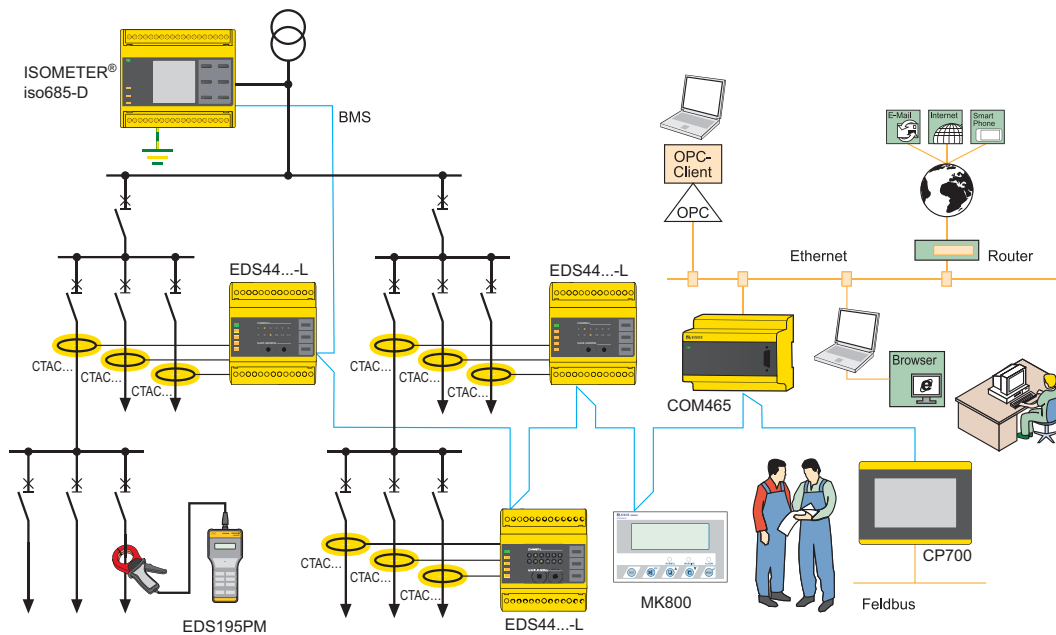 ISOMETER®
iso685-D
BMS
E-Mail
Internet
Smart
Phone
OPC-
Client
OPC
Ethernet
Router
EDS44...-L
EDS44...-L
CTAC...
CTAC...
CTAC...
CTAC...
CTAC...
CTAC...
COM465
Browser
CTAC...
CTAC...
CTAC...
EDS195PM
EDS44...-L
MK800
CP700
Feldbus